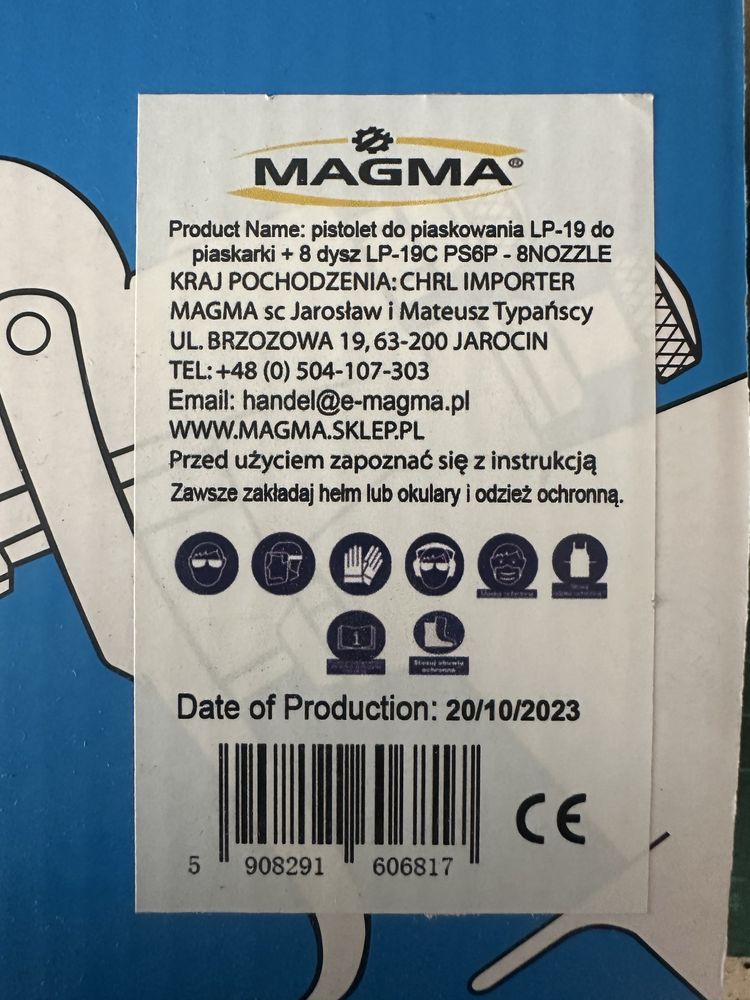 MAGMA®
Product Name: pistolet do piaskowania LP-19 do
piaskarki + 8 dysz LP-19C PS6P - 8NOZZLE
KRAJ POCHODZENIA: CHRL IMPORTER
MAGMA sc Jarosław i Mateusz Typańscy
UL. BRZOZOWA 19, 63-200 JAROCIN
TEL: +48 (0) 504-107-303
Email: handel@e-magma.pl
WWW.MAGMA.SKLEP.PL
Przed użyciem zapoznać się z instrukcją
Zawsze zakładaj hełm lub okulary i odzież ochronną.
Stosuj obuwie
ochronne
Date of Production: 20/10/2023
CE
5 908291 606817